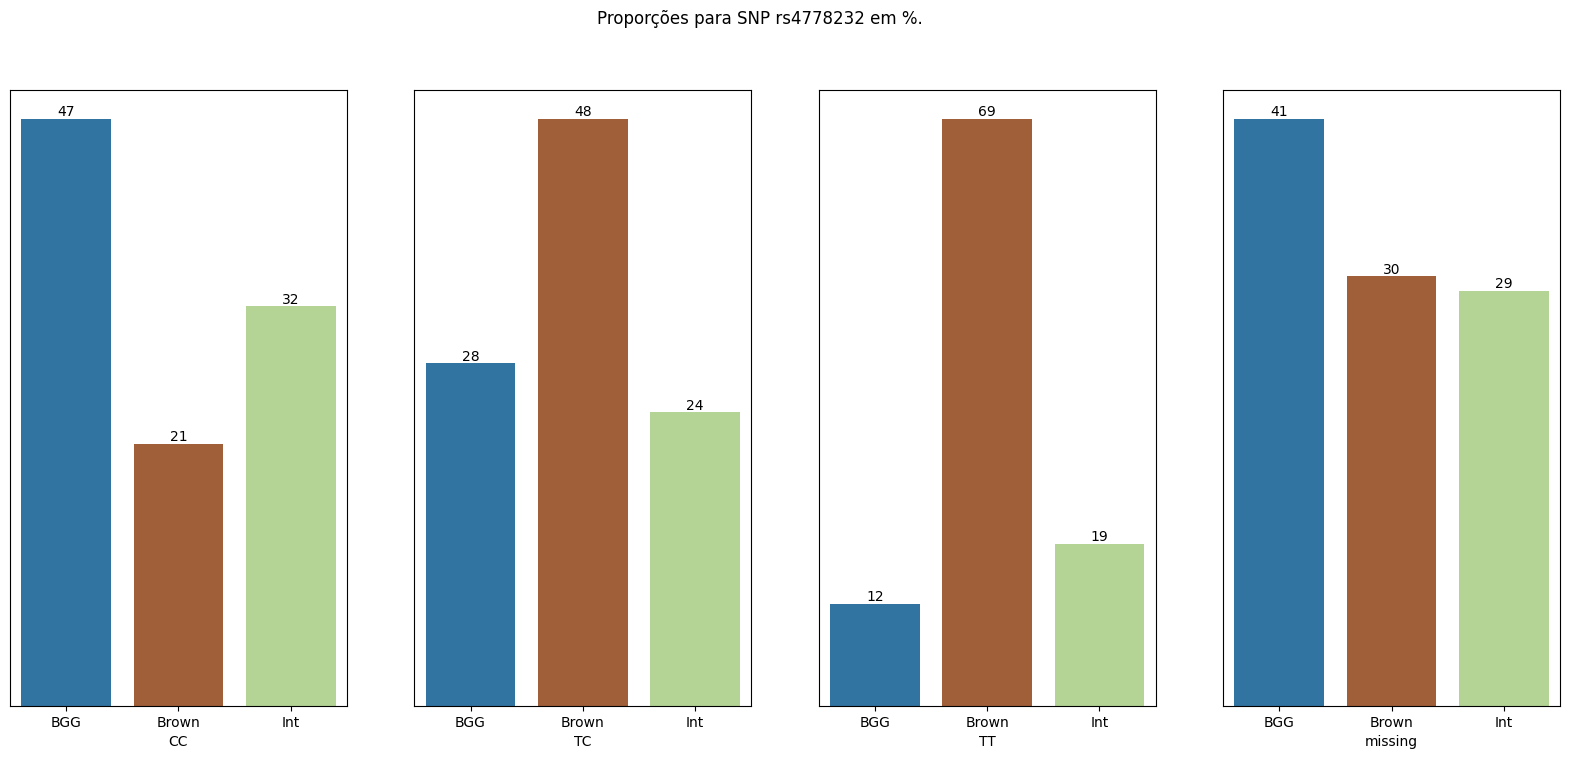 Proporções para SNP rs4778232 em %.
47
21
32
BGG Brown Int
CC
28
48
24
BGG Brown Int
TC
12
69
19
BGG Brown Int
TT
41
30
29
BGG Brown Int
missing